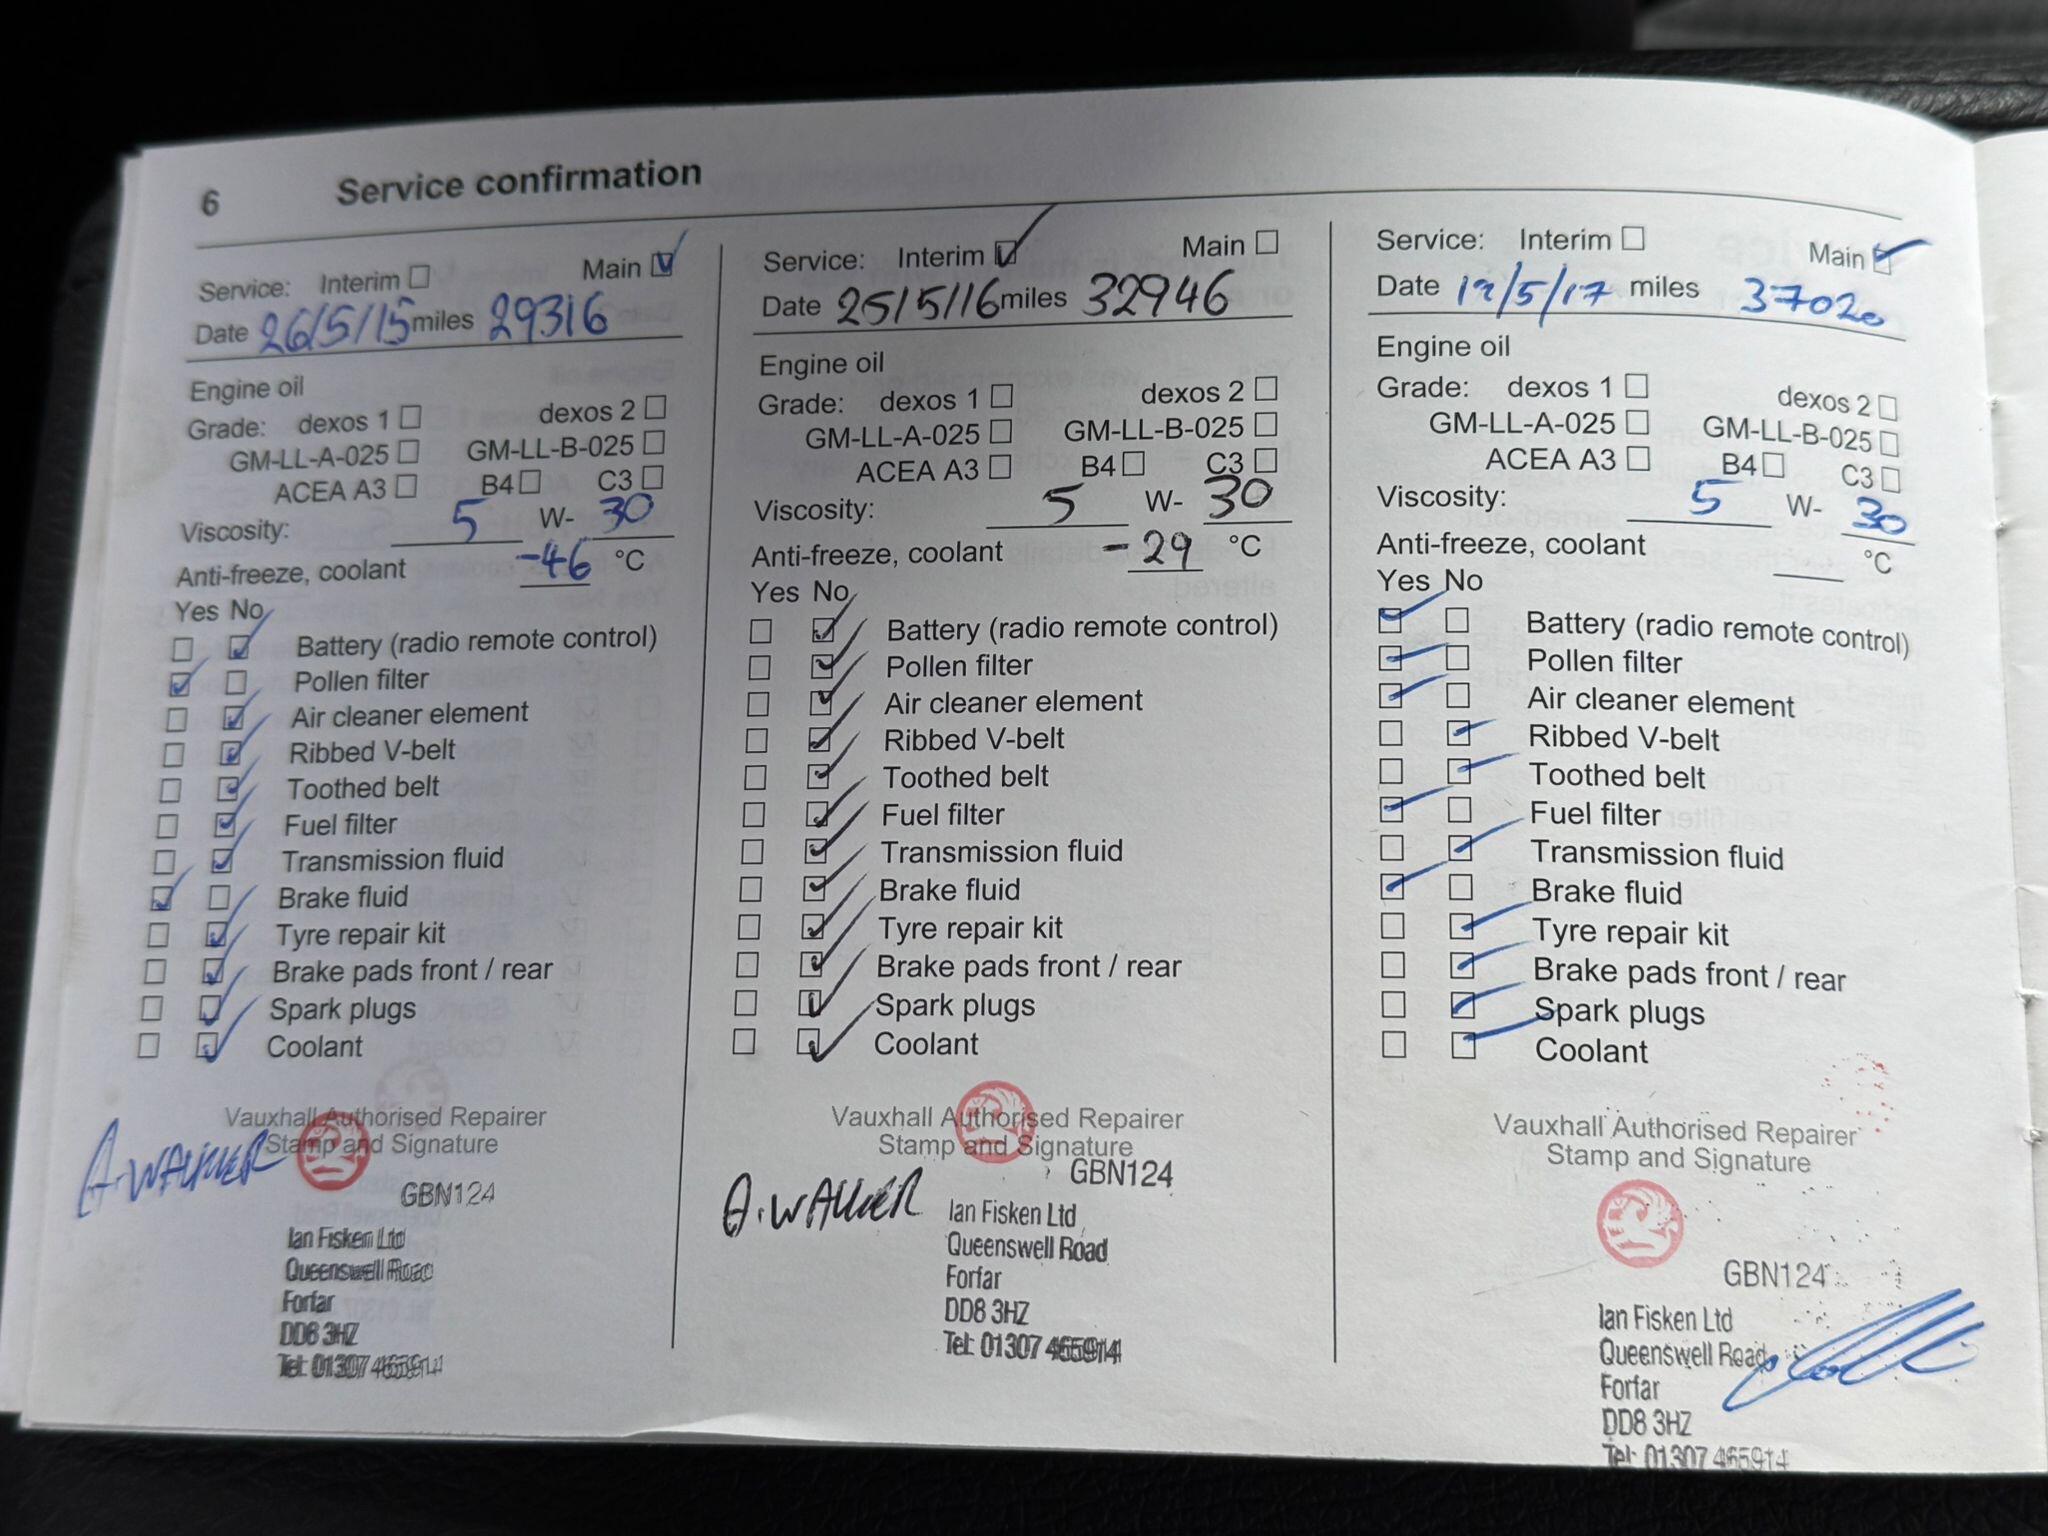 6 Service confirmation
Service: Interim Main
Date 26/5/15 miles 29316
Engine oil
Grade: dexos 1 dexos 2
GM-LL-A-025 GM-LL-B-025
ACEA A3 B4 C3
Viscosity: 5 W- 30
Anti-freeze, coolant -46 °C
Yes No
Battery (radio remote control)
Pollen filter
Air cleaner element
Ribbed V-belt
Toothed belt
Fuel filter
Transmission fluid
Brake fluid
Tyre repair kit
Brake pads front / rear
Spark plugs
Coolant
Vauxhall Authorised Repairer
Stamp and Signature
A. WALKER
GBN124
Ian Fisken Ltd
Queenswell Road
Forfar
DD8 3HZ
Tel: 01307 465914
Service: Interim Main
Date 25/5/16 miles 32946
Engine oil
Grade: dexos 1 dexos 2
GM-LL-A-025 GM-LL-B-025
ACEA A3 B4 C3
Viscosity: 5 W- 30
Anti-freeze, coolant -29 °C
Yes No
Battery (radio remote control)
Pollen filter
Air cleaner element
Ribbed V-belt
Toothed belt
Fuel filter
Transmission fluid
Brake fluid
Tyre repair kit
Brake pads front / rear
Spark plugs
Coolant
Vauxhall Authorised Repairer
Stamp and Signature
GBN124
A. WALKER
Ian Fisken Ltd
Queenswell Road
Forfar
DD8 3HZ
Tel: 01307 465914
Service: Interim Main
Date 12/5/17 miles 37020
Engine oil
Grade: dexos 1 dexos 2
GM-LL-A-025 GM-LL-B-025
ACEA A3 B4 C3
Viscosity: 5 W- 30
Anti-freeze, coolant °C
Yes No
Battery (radio remote control)
Pollen filter
Air cleaner element
Ribbed V-belt
Toothed belt
Fuel filter
Transmission fluid
Brake fluid
Tyre repair kit
Brake pads front / rear
Spark plugs
Coolant
Vauxhall Authorised Repairer
Stamp and Signature
GBN124
Ian Fisken Ltd
Queenswell Road
Forfar
DD8 3HZ
Tel: 01307 465914